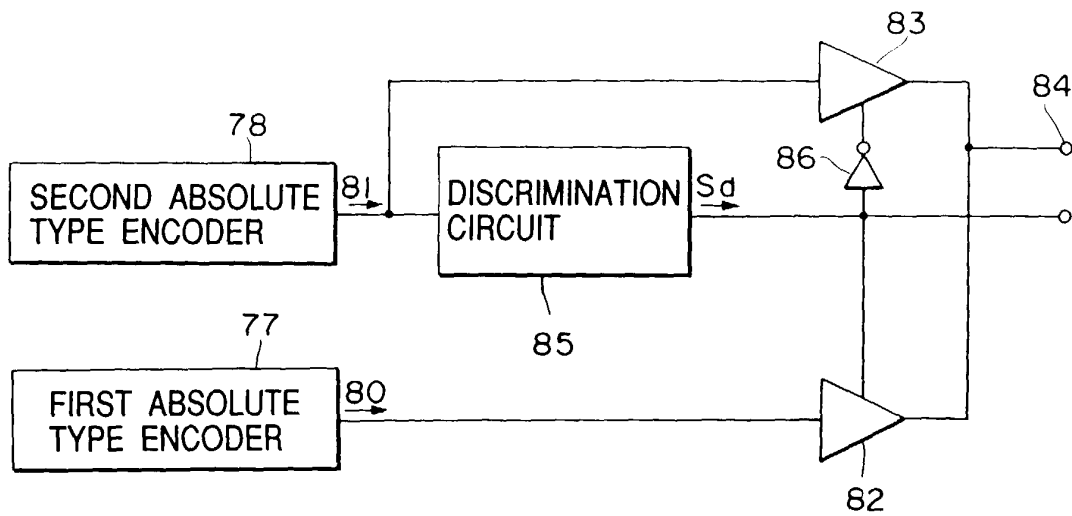 83
84
78
SECOND ABSOLUTE
TYPE ENCODER
81
DISCRIMINATION
CIRCUIT
Sd
86
85
77
FIRST ABSOLUTE
TYPE ENCODER
80
82